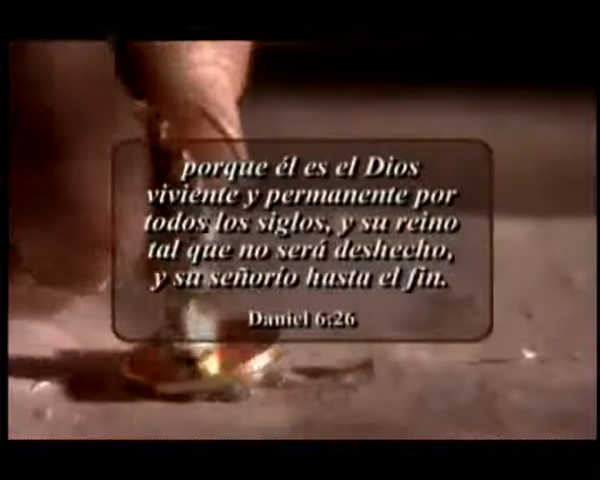 porque él es el Dios
viviente y permanente por
todos los siglos, y su reino
tal que no será deshecho,
y su señorío hasta el fin.
Daniel 6:26